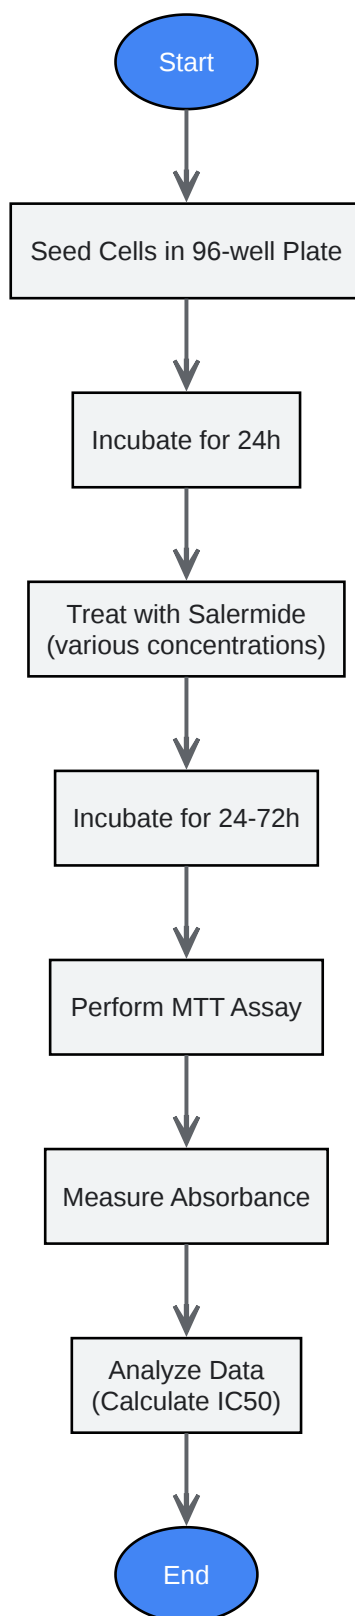 Start
Seed Cells in 96-well Plate
Incubate for 24h
Treat with Salermide
(various concentrations)
Incubate for 24-72h
Perform MTT Assay
Measure Absorbance
Analyze Data
(Calculate IC50)
End